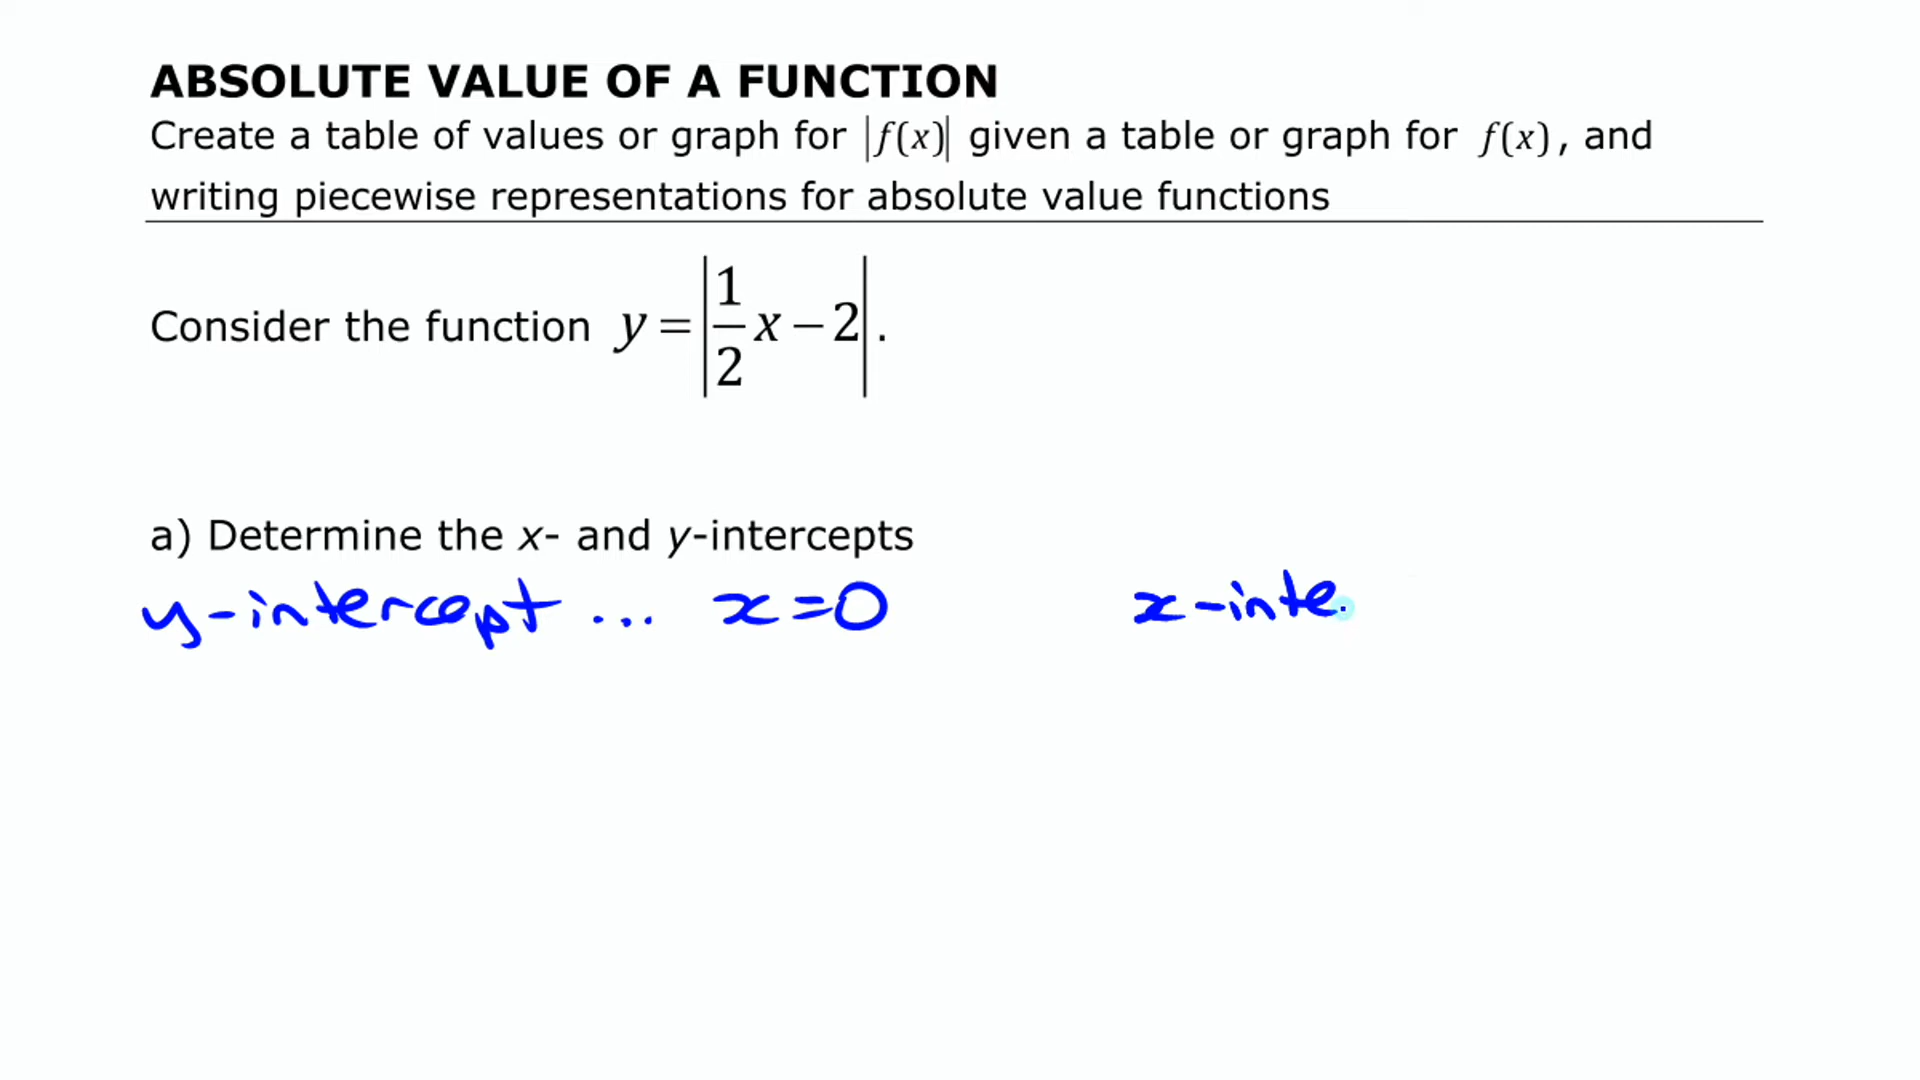 ABSOLUTE VALUE OF A FUNCTION
Create a table of values or graph for |f(x)| given a table or graph for f(x), and
writing piecewise representations for absolute value functions
Consider the function y = |1/2 x − 2|.
a) Determine the x- and y-intercepts
y-intercept ... x=0 x-inte